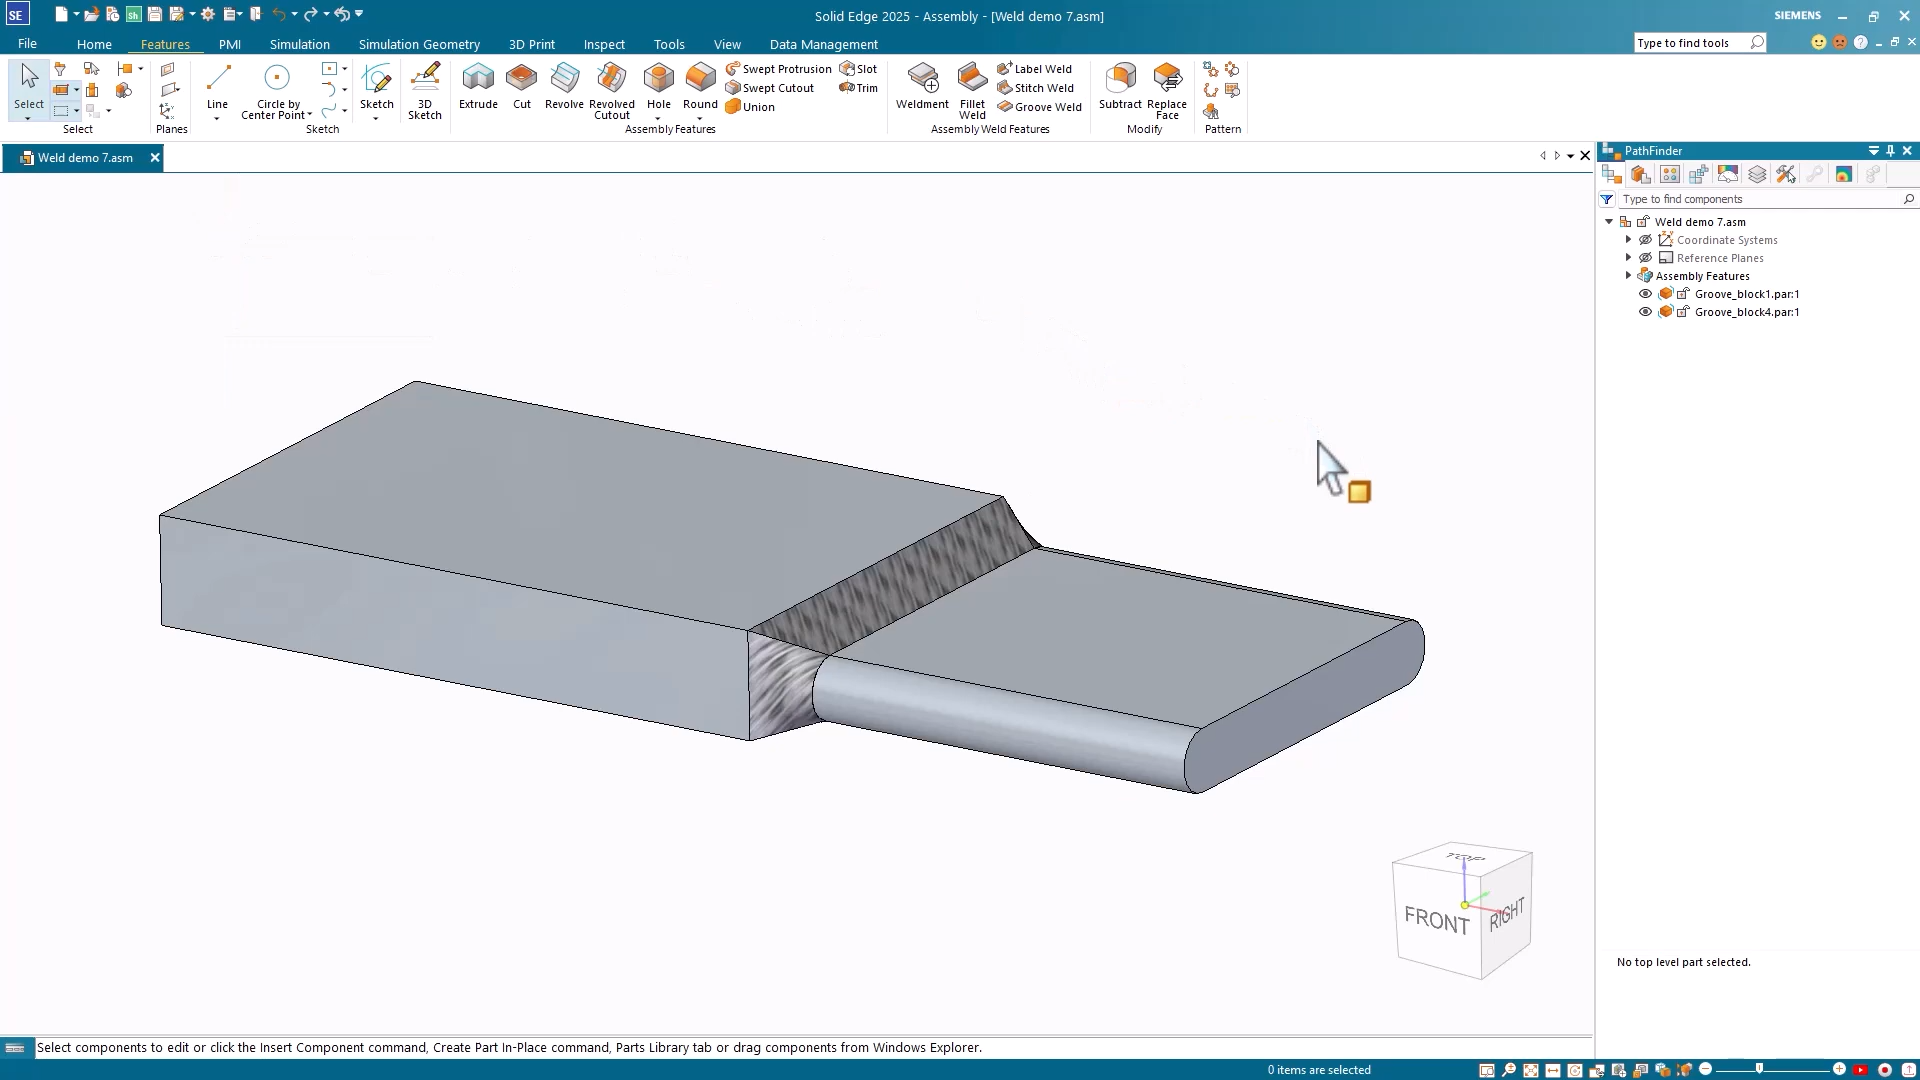 SE
Sh
Solid Edge 2025 - Assembly - [Weld demo 7.asm]
SIEMENS
File
Home
Features
PMI
Simulation
Simulation Geometry
3D Print
Inspect
Tools
View
Data Management
Type to find tools
Select
Line
Circle by
Center Point
Sketch
3D
Sketch
Extrude
Cut
Revolve
Revolved
Cutout
Hole
Round
Swept Protrusion
Swept Cutout
Union
Slot
Trim
Weldment
Fillet
Weld
Label Weld
Stitch Weld
Groove Weld
Subtract
Replace
Face
Select
Planes
Sketch
Assembly Features
Assembly Weld Features
Modify
Pattern
Weld demo 7.asm
PathFinder
Type to find components
Weld demo 7.asm
Coordinate Systems
Reference Planes
Assembly Features
Groove_block1.par:1
Groove_block4.par:1
TOP
FRONT
RIGHT
No top level part selected.
Select components to edit or click the Insert Component command, Create Part In-Place command, Parts Library tab or drag components from Windows Explorer.
0 items are selected